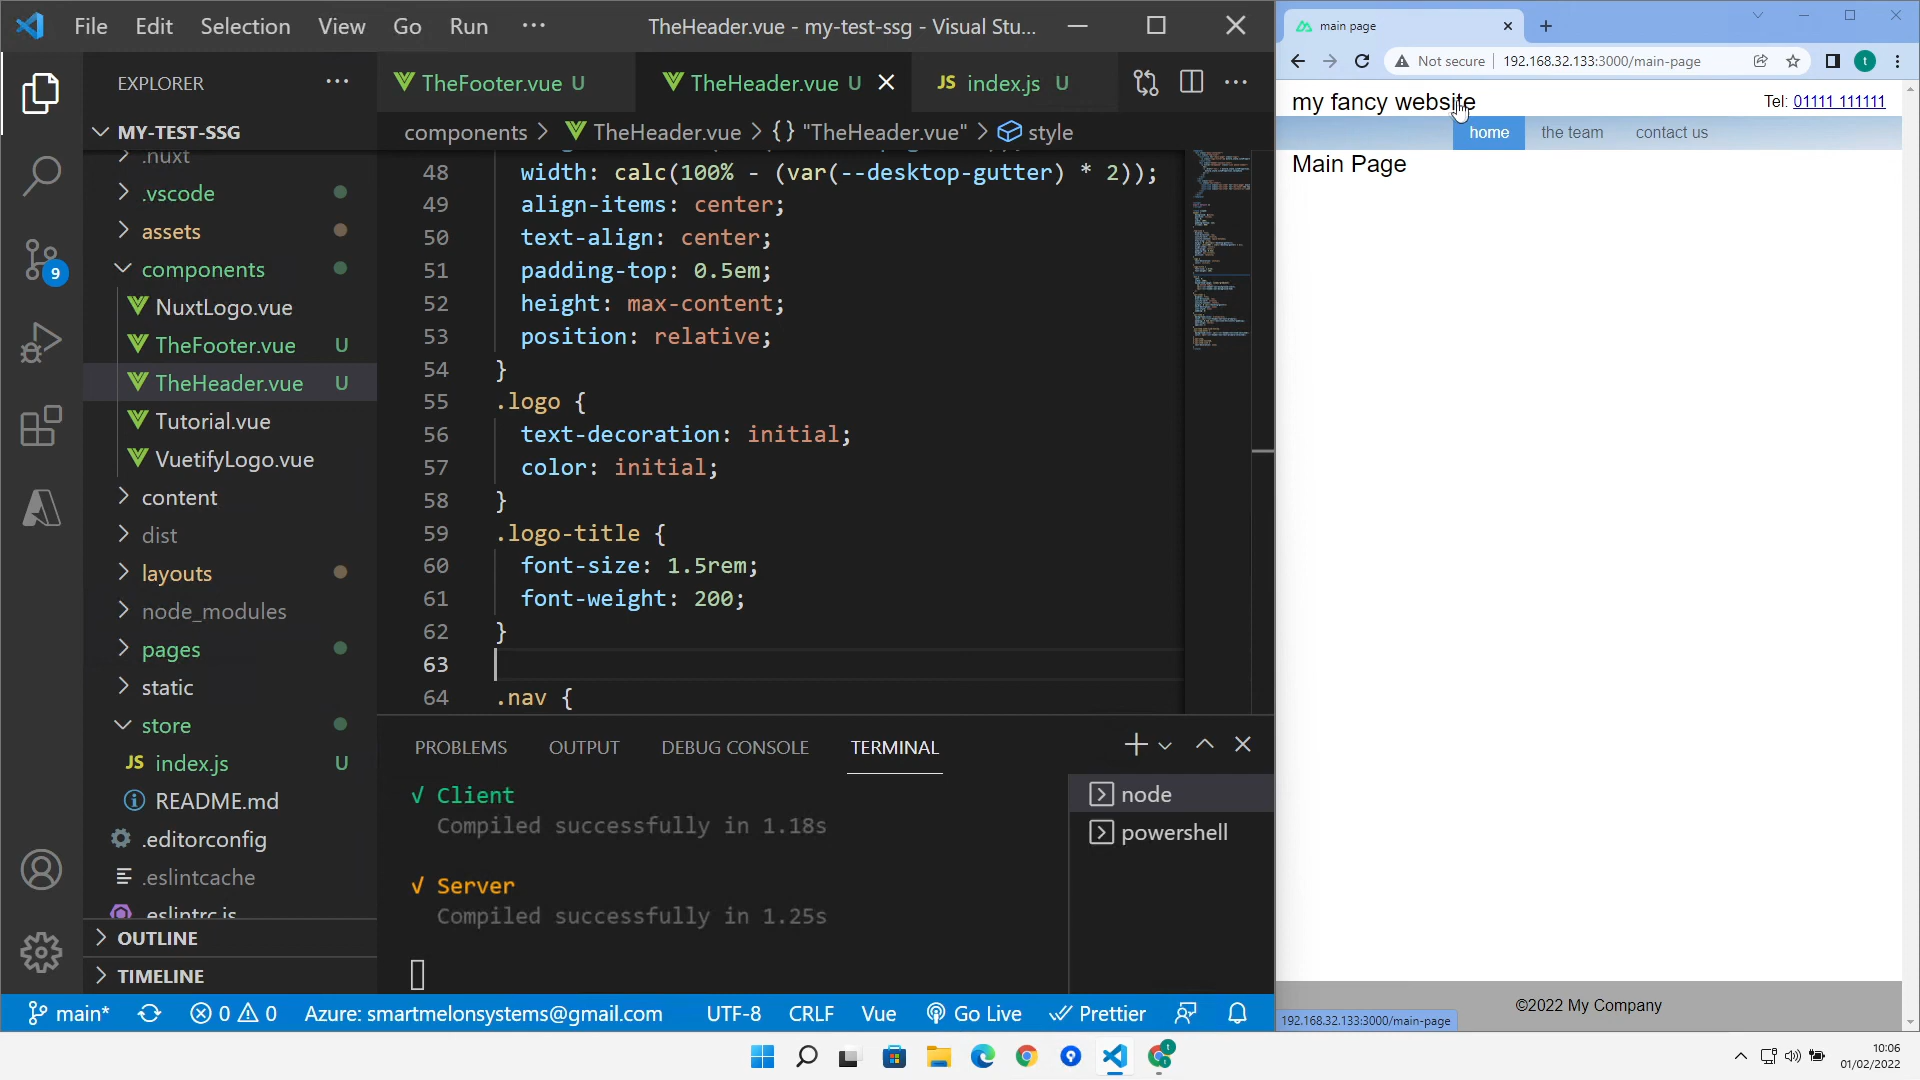 File Edit Selection View Go Run ···
TheHeader.vue - my-test-ssg - Visual Stu...
EXPLORER
MY-TEST-SSG
.nuxt
.vscode
assets
components
NuxtLogo.vue
TheFooter.vue U
TheHeader.vue U
Tutorial.vue
VuetifyLogo.vue
content
dist
layouts
node_modules
pages
static
store
JS index.js U
README.md
.editorconfig
.eslintcache
.eslintrc.js
OUTLINE
TIMELINE
9
TheFooter.vue U
TheHeader.vue U
JS index.js U
components > TheHeader.vue > {} "TheHeader.vue" > style
48 width: calc(100% - (var(--desktop-gutter) * 2));
49 align-items: center;
50 text-align: center;
51 padding-top: 0.5em;
52 height: max-content;
53 position: relative;
54 }
55 .logo {
56 text-decoration: initial;
57 color: initial;
58 }
59 .logo-title {
60 font-size: 1.5rem;
61 font-weight: 200;
62 }
63
64 .nav {
PROBLEMS OUTPUT DEBUG CONSOLE TERMINAL
√ Client
Compiled successfully in 1.18s
√ Server
Compiled successfully in 1.25s
node
powershell
main* 0 0 Azure: smartmelonsystems@gmail.com UTF-8 CRLF Vue Go Live Prettier
main page
Not secure 192.168.32.133:3000/main-page
t
my fancy website
Tel: 01111 111111
home the team contact us
Main Page
©2022 My Company
192.168.32.133:3000/main-page
t
10:06
01/02/2022